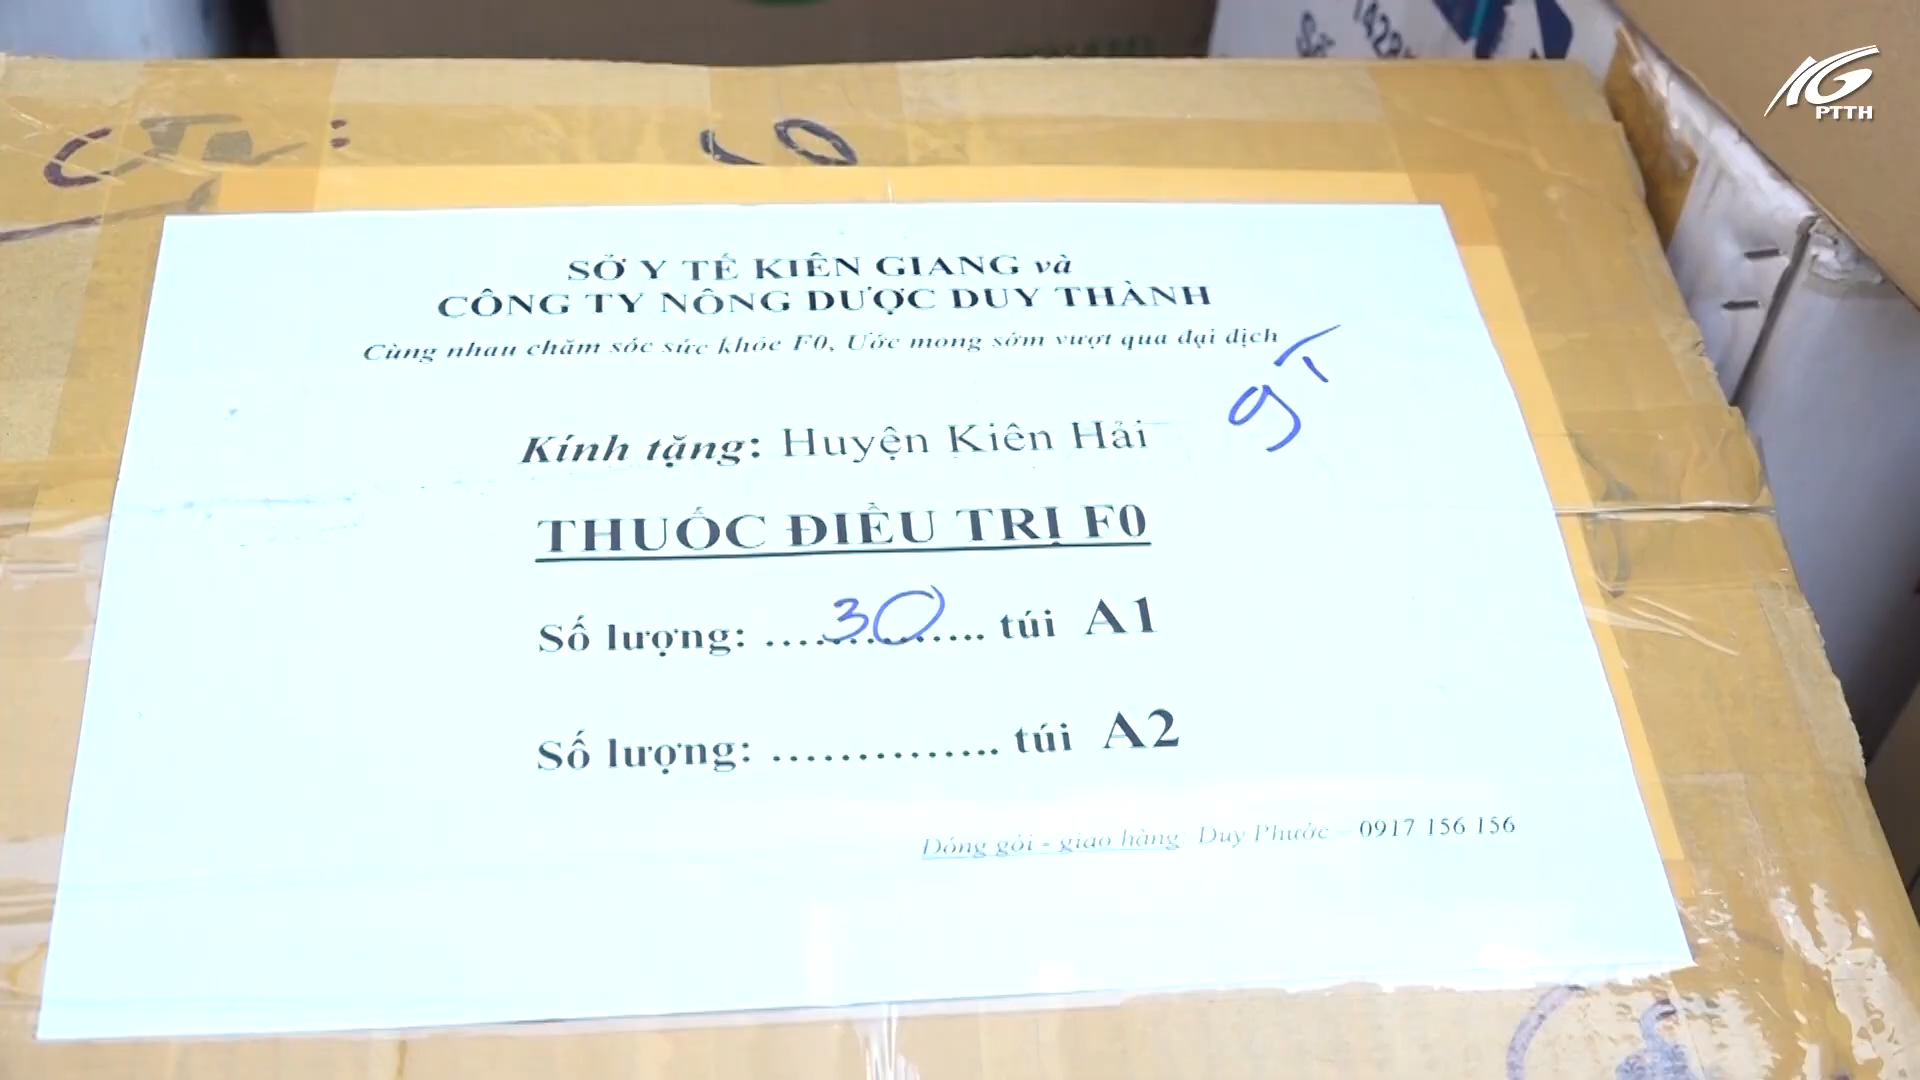 PTTH
SỞ Y TẾ KIÊN GIANG và
CÔNG TY NÔNG DƯỢC DUY THÀNH
Cùng nhau chăm sóc sức khỏe F0, Ước mong sớm vượt qua đại dịch
9T
Kính tặng: Huyện Kiên Hải
THUỐC ĐIỀU TRỊ F0
Số lượng: ....30.... túi A1
Số lượng: .............. túi A2
Đóng gói - giao hàng Duy Phước - 0917 156 156